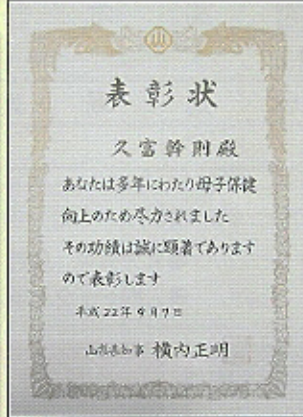 表彰状
久富幹則殿
あなたは多年にわたり母子保健
向上のため尽力されました
その功績は誠に顕著であります
ので表彰します
平成22年9月7日
山梨県知事 横内正明